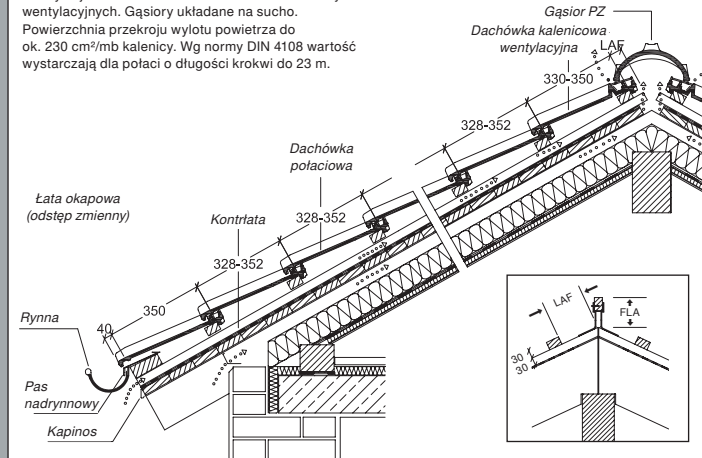 wentylacyjnych. Gąsiory układane na sucho.
Powierzchnia przekroju wylotu powietrza do
ok. 230 cm²/mb kalenicy. Wg normy DIN 4108 wartość
wystarczają dla połaci o długości krokwi do 23 m.
Gąsior PZ
Dachówka kalenicowa
wentylacyjna
LAF
330-350
328-352
Dachówka
połaciowa
328-352
Łata okapowa
(odstęp zmienny)
Kontrłata
328-352
350
40
Rynna
Pas
nadrynnowy
Kapinos
LAF
FLA
30
30